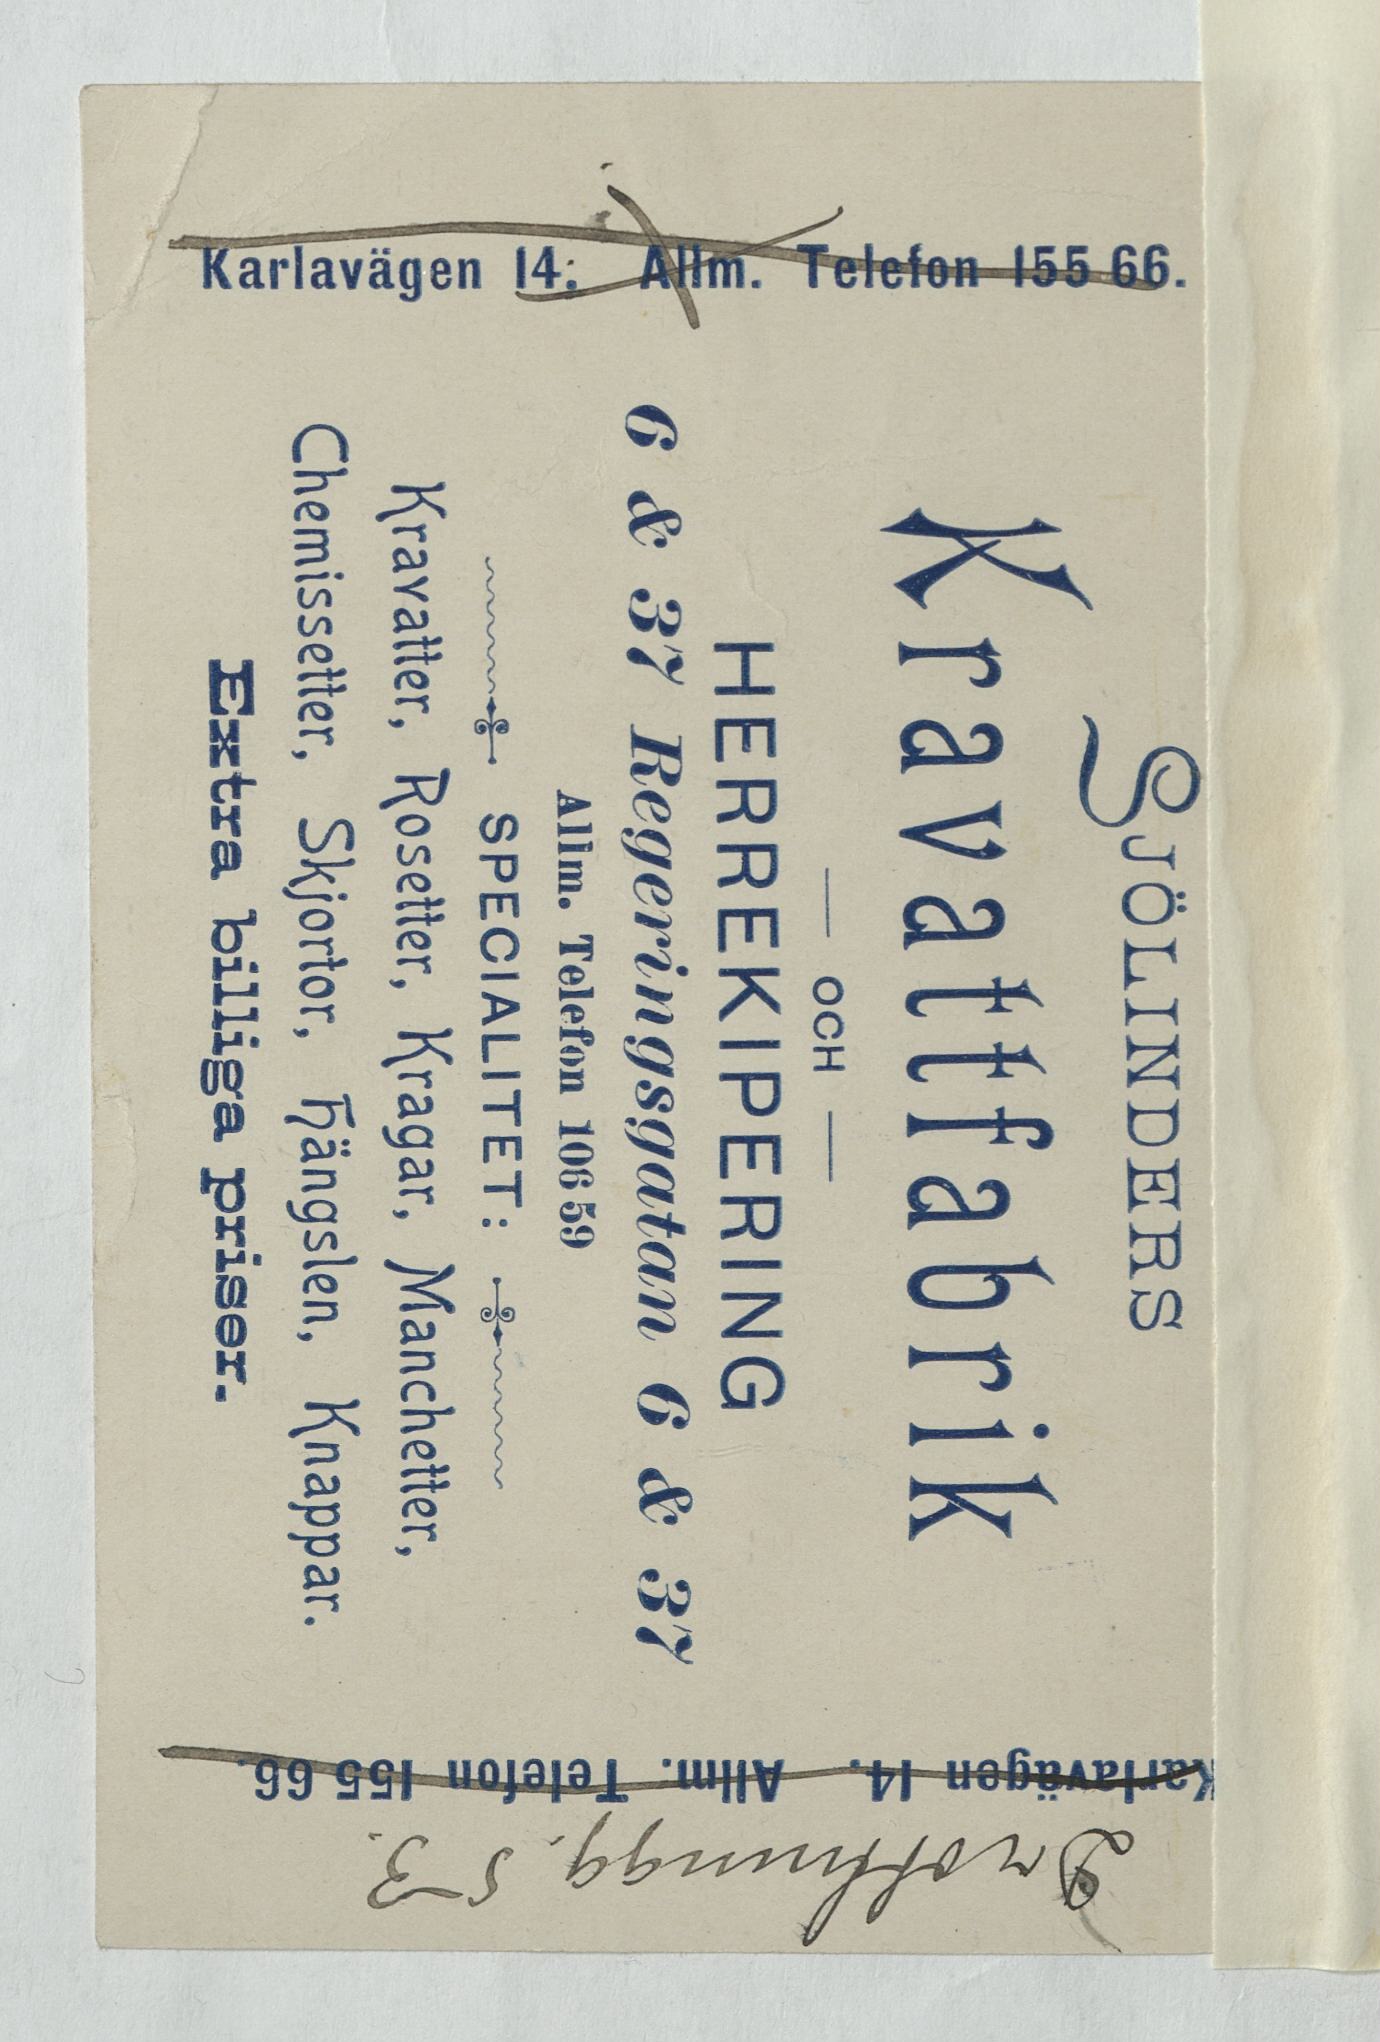 SJÖLINDERS
Kravattfabrik
— OCH —
HERREKIPERING
6 & 37 Regeringsgatan 6 & 37
Allm. Telefon 106 59
SPECIALITET:
Kravatter, Rosetter, Kragar, Manchetter,
Chemissetter, Skjortor, Hängslen, Knappar.
Extra billiga priser.
Karlavägen 14. Allm. Telefon 155 66.
Karlavägen 14. Allm. Telefon 155 66.
Drottningg. 53.